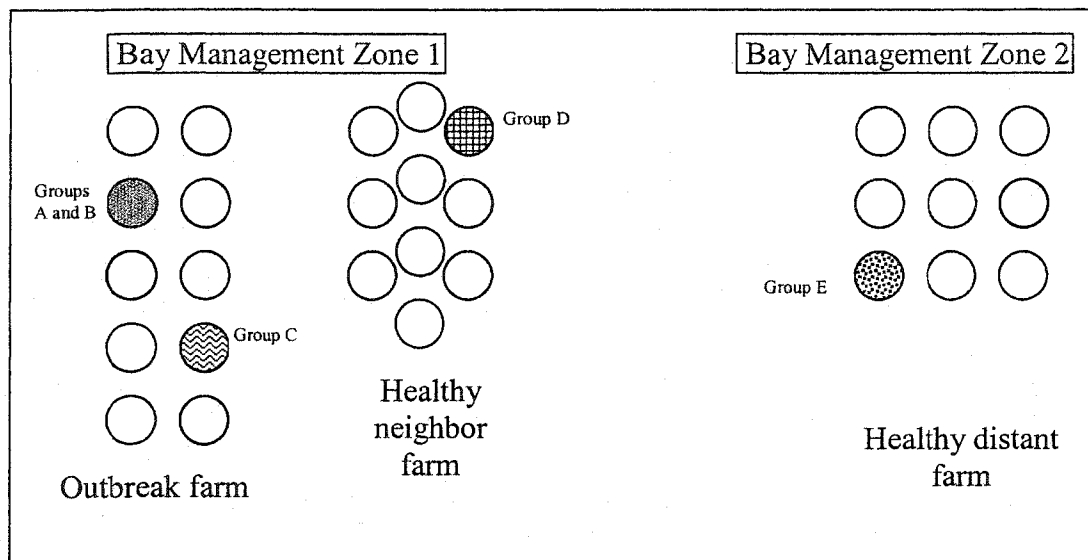 Bay Management Zone 1
Bay Management Zone 2
Group D
Groups
A and B
Group E
Group C
Healthy
neighbor
farm
Healthy distant
farm
Outbreak farm